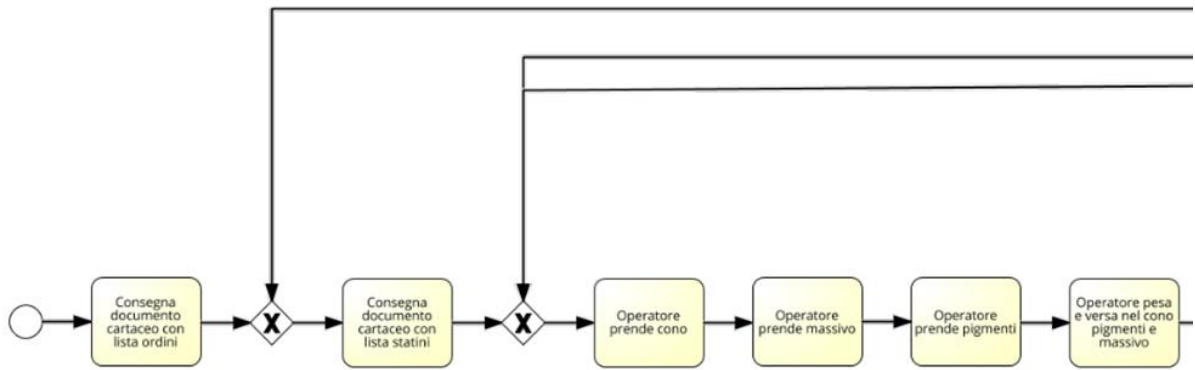 Consegna
documento
cartaceo con
lista ordini
X
Consegna
documento
cartaceo con
lista statini
X
Operatore
prende cono
Operatore
prende massivo
Operatore
prende pigmenti
Operatore pesa
e versa nel cono
pigmenti e
massivo